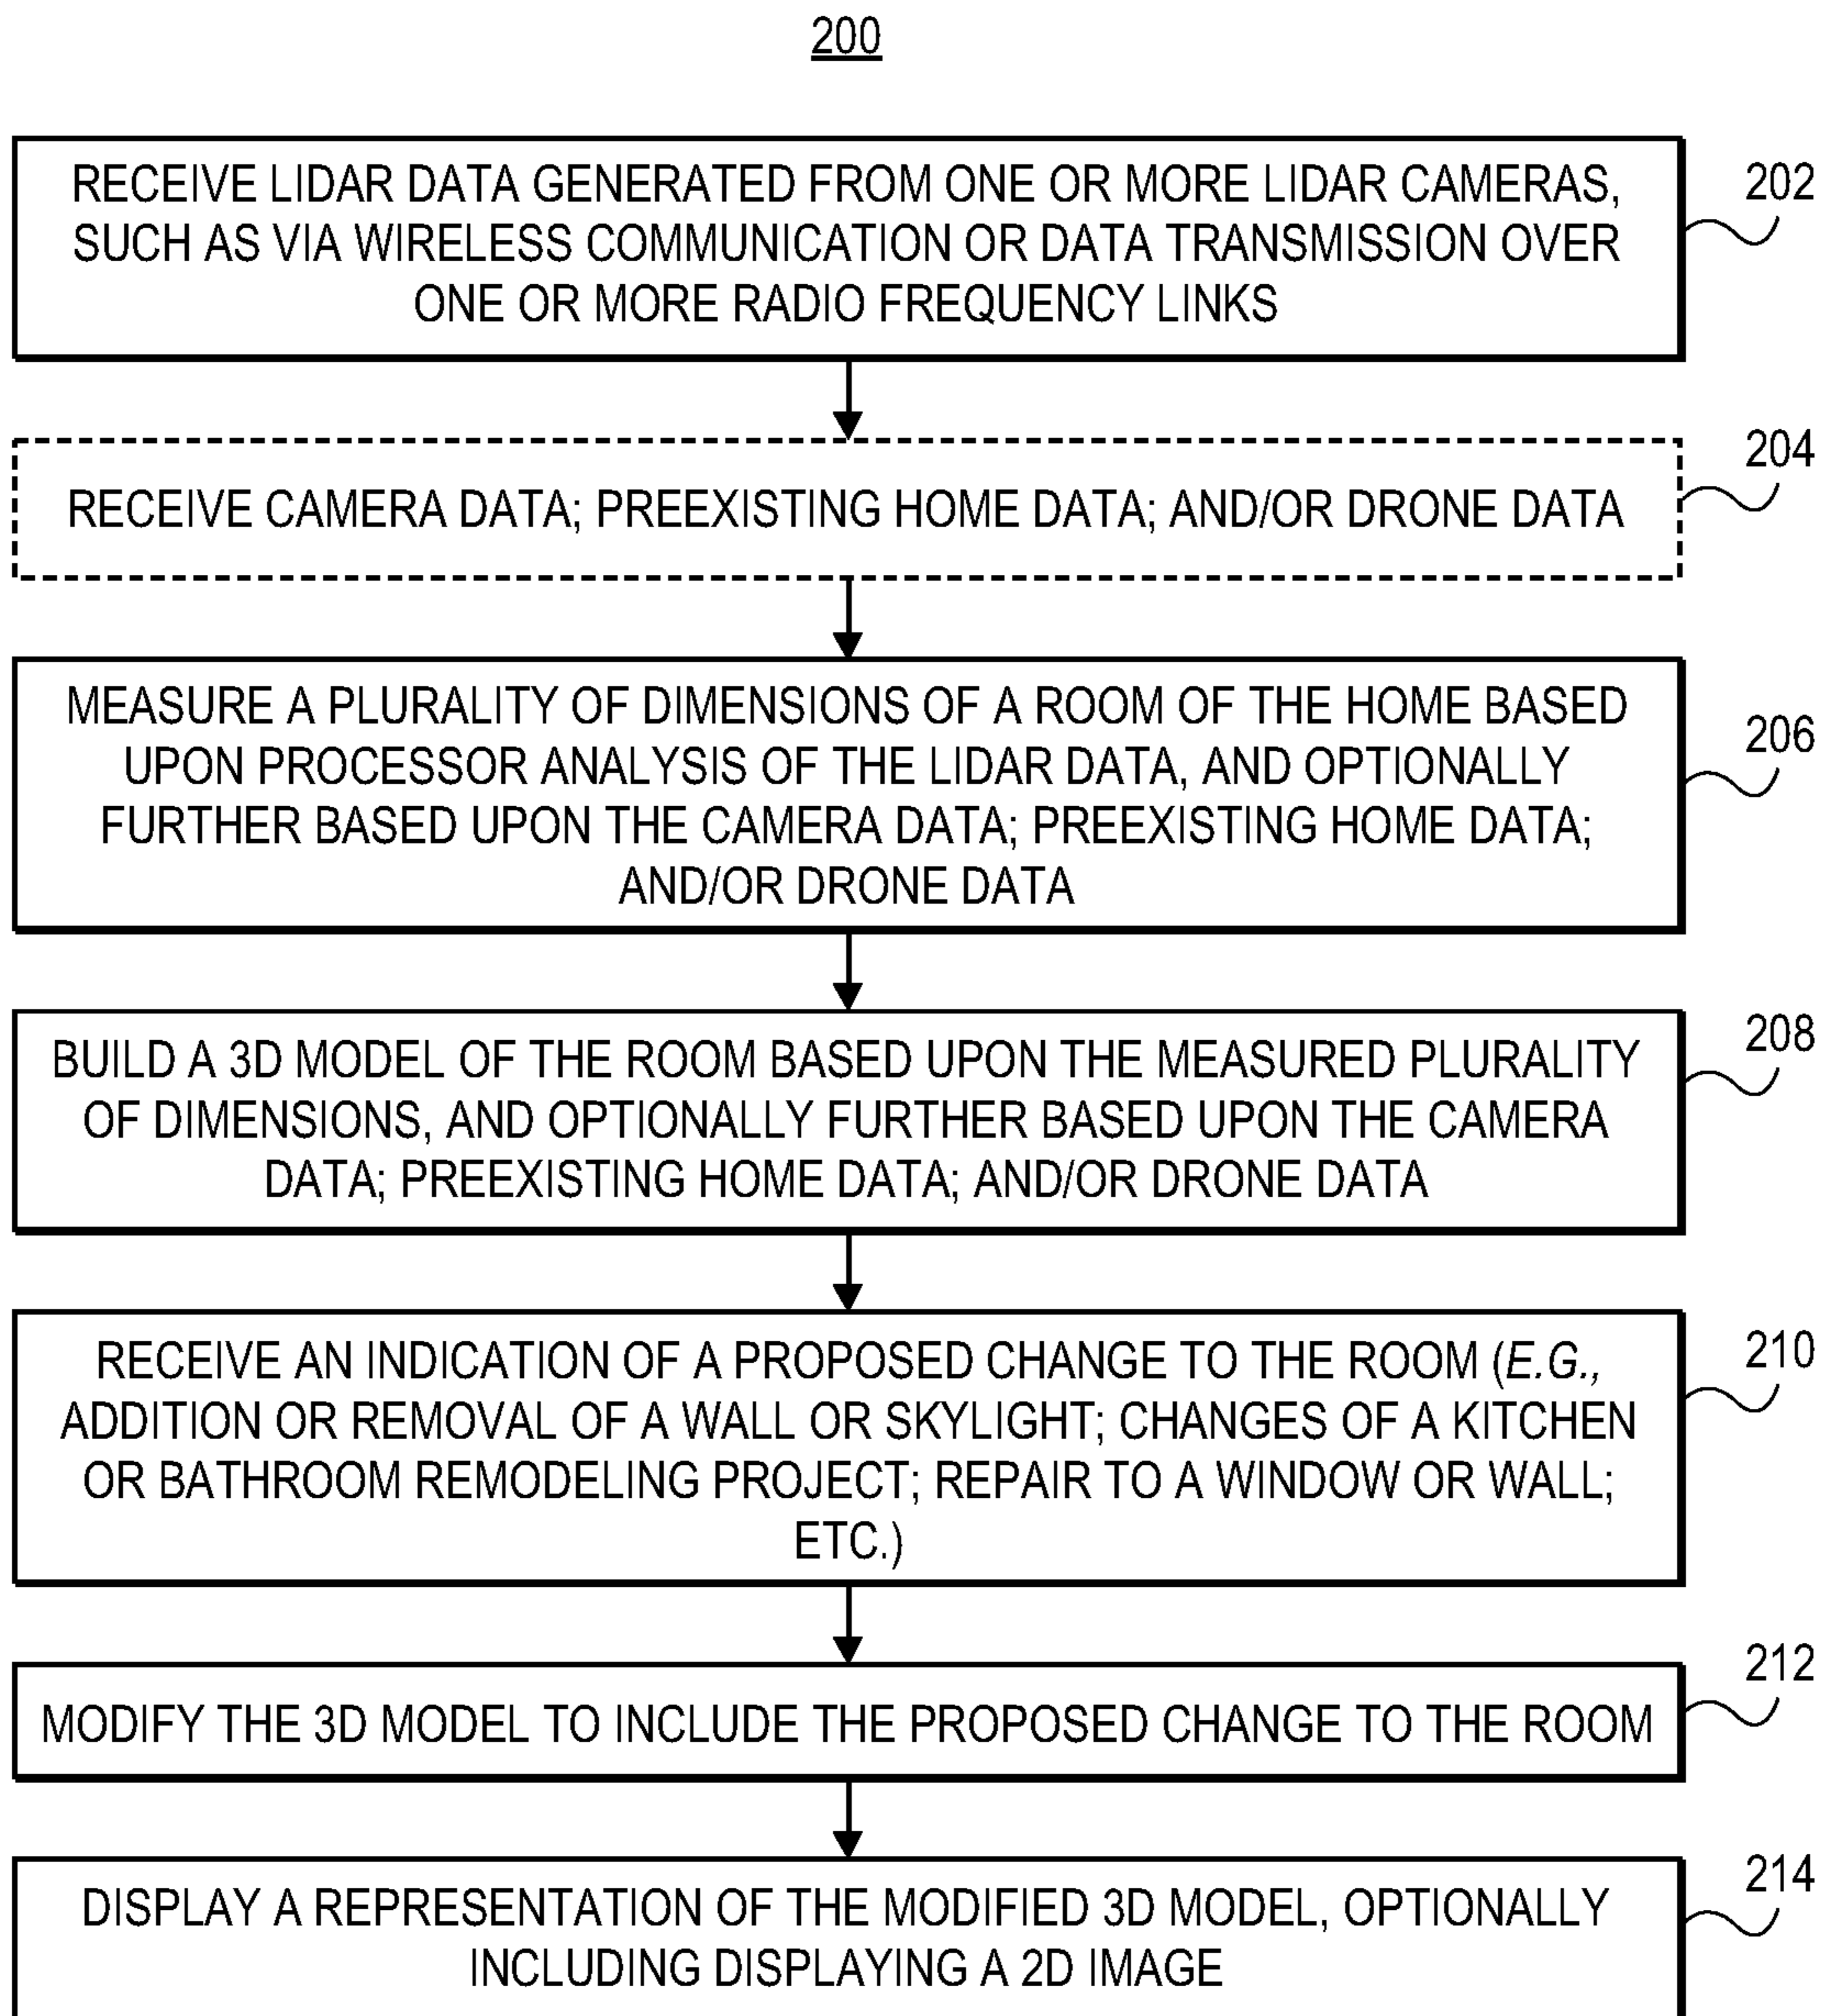 200
RECEIVE LIDAR DATA GENERATED FROM ONE OR MORE LIDAR CAMERAS,
SUCH AS VIA WIRELESS COMMUNICATION OR DATA TRANSMISSION OVER
ONE OR MORE RADIO FREQUENCY LINKS
202
RECEIVE CAMERA DATA; PREEXISTING HOME DATA; AND/OR DRONE DATA
204
MEASURE A PLURALITY OF DIMENSIONS OF A ROOM OF THE HOME BASED
UPON PROCESSOR ANALYSIS OF THE LIDAR DATA, AND OPTIONALLY
FURTHER BASED UPON THE CAMERA DATA; PREEXISTING HOME DATA;
AND/OR DRONE DATA
206
BUILD A 3D MODEL OF THE ROOM BASED UPON THE MEASURED PLURALITY
OF DIMENSIONS, AND OPTIONALLY FURTHER BASED UPON THE CAMERA
DATA; PREEXISTING HOME DATA; AND/OR DRONE DATA
208
RECEIVE AN INDICATION OF A PROPOSED CHANGE TO THE ROOM (E.G.,
ADDITION OR REMOVAL OF A WALL OR SKYLIGHT; CHANGES OF A KITCHEN
OR BATHROOM REMODELING PROJECT; REPAIR TO A WINDOW OR WALL;
ETC.)
210
MODIFY THE 3D MODEL TO INCLUDE THE PROPOSED CHANGE TO THE ROOM
212
DISPLAY A REPRESENTATION OF THE MODIFIED 3D MODEL, OPTIONALLY
INCLUDING DISPLAYING A 2D IMAGE
214